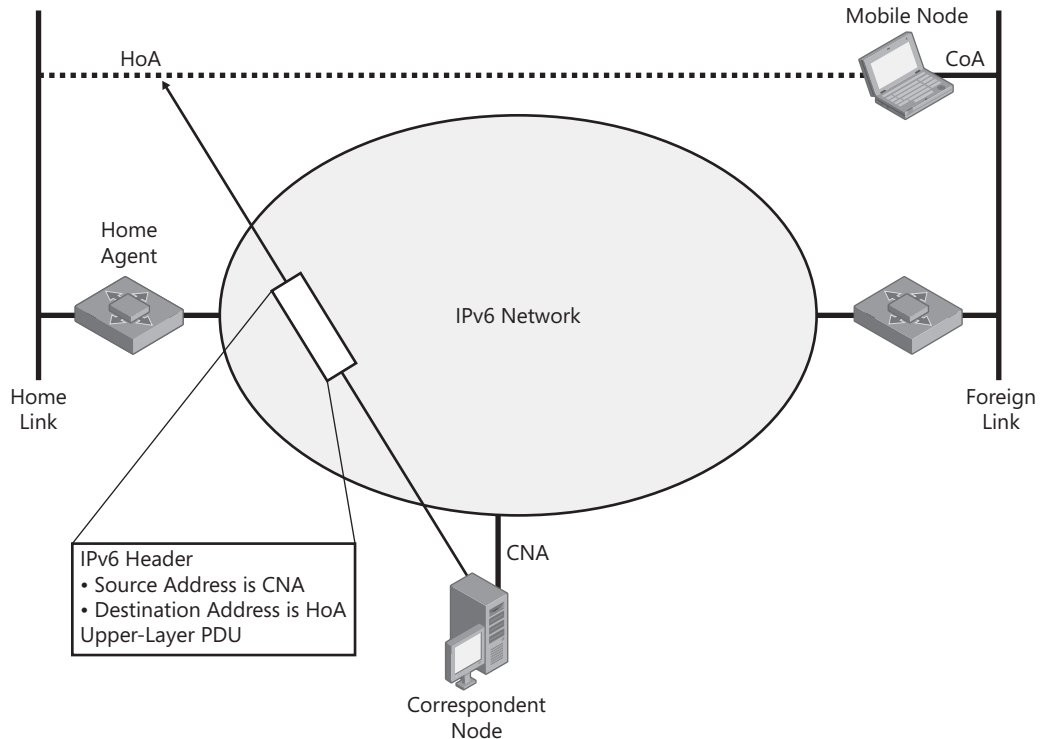 Mobile Node
HoA
CoA
Home
Agent
IPv6 Network
Home
Link
Foreign
Link
CNA
IPv6 Header
• Source Address is CNA
• Destination Address is HoA
Upper-Layer PDU
Correspondent
Node